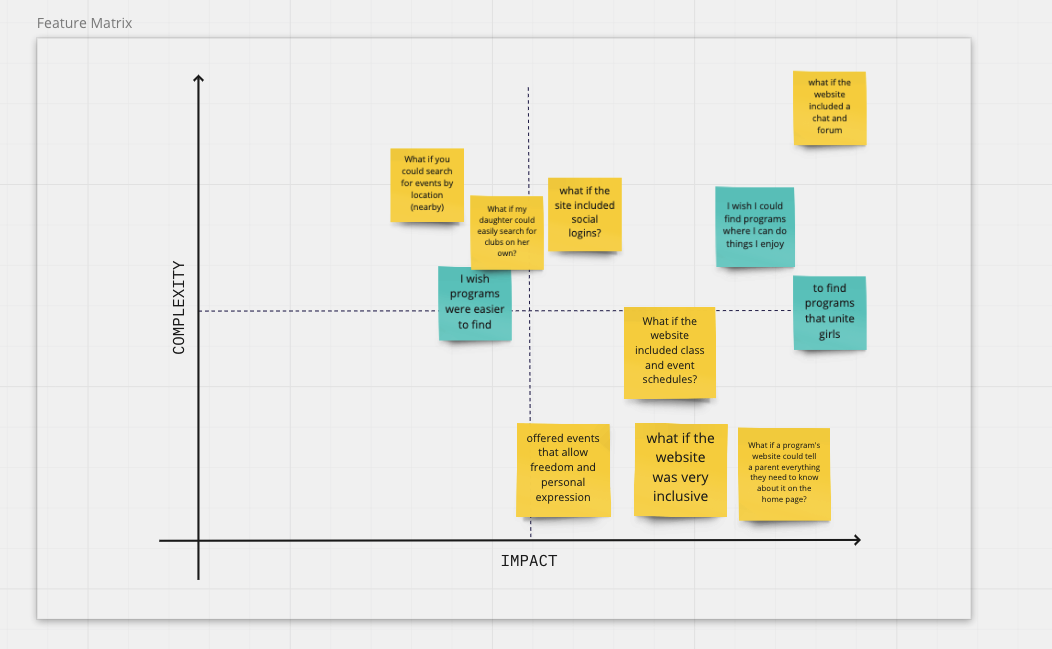 Feature Matrix
what if the
website
included a
chat and
forum
What if you
could search
for events by
location
(nearby)
What if my
daughter could
easily search for
clubs on her
own?
what if the
site included
social
logins?
I wish I could
find programs
where I can do
things I enjoy
I wish
programs
were easier
to find
to find
programs
that unite
girls
What if the
website
included class
and event
schedules?
offered events
that allow
freedom and
personal
expression
what if the
website
was very
inclusive
What if a program's
website could tell
a parent everything
they need to know
about it on the
home page?
COMPLEXITY
IMPACT